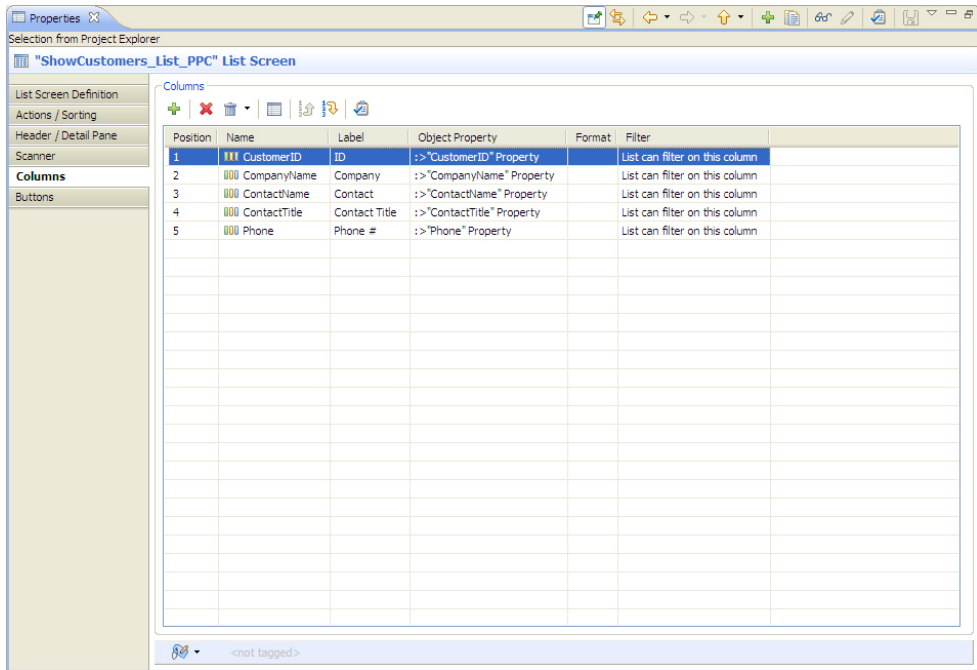 Properties
Selection from Project Explorer
"ShowCustomers_List_PPC" List Screen
List Screen Definition
Actions / Sorting
Header / Detail Pane
Scanner
Columns
Buttons
Columns
Position Name Label Object Property Format Filter
1 CustomerID ID :>"CustomerID" Property List can filter on this column
2 CompanyName Company :>"CompanyName" Property List can filter on this column
3 ContactName Contact :>"ContactName" Property List can filter on this column
4 ContactTitle Contact Title :>"ContactTitle" Property List can filter on this column
5 Phone Phone # :>"Phone" Property List can filter on this column
<not tagged>